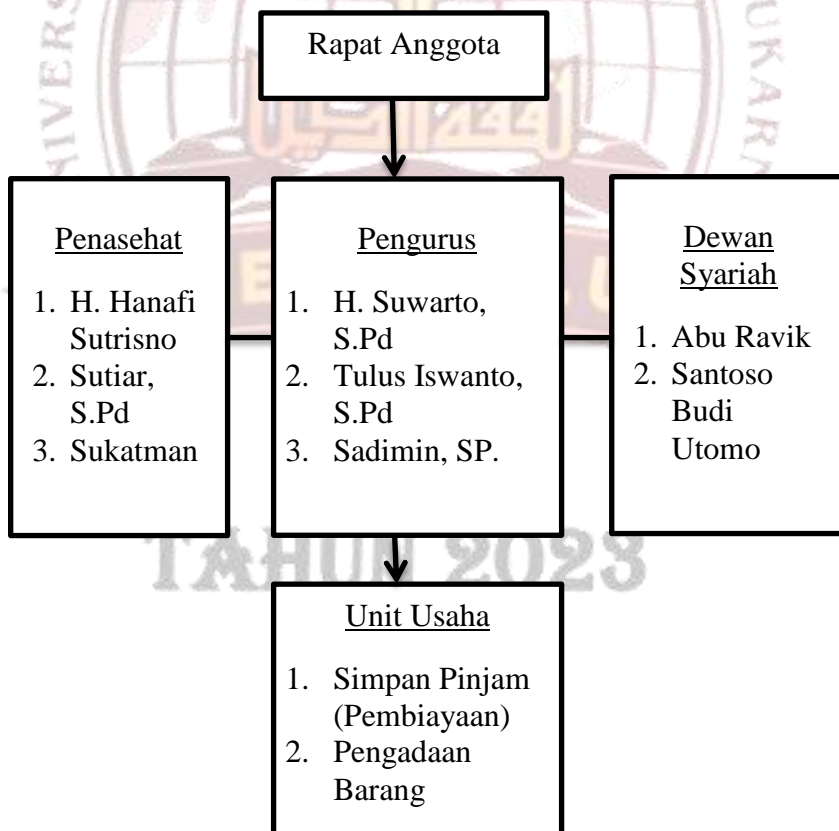 Rapat Anggota
Penasehat
1. H. Hanafi
Sutrisno
2. Sutiar,
S.Pd
3. Sukatman
Pengurus
1. H. Suwarto,
S.Pd
2. Tulus Iswanto,
S.Pd
3. Sadimin, SP.
Dewan
Syariah
1. Abu Ravik
2. Santoso
Budi
Utomo
TAHUN 2023
Unit Usaha
1. Simpan Pinjam
(Pembiayaan)
2. Pengadaan
Barang